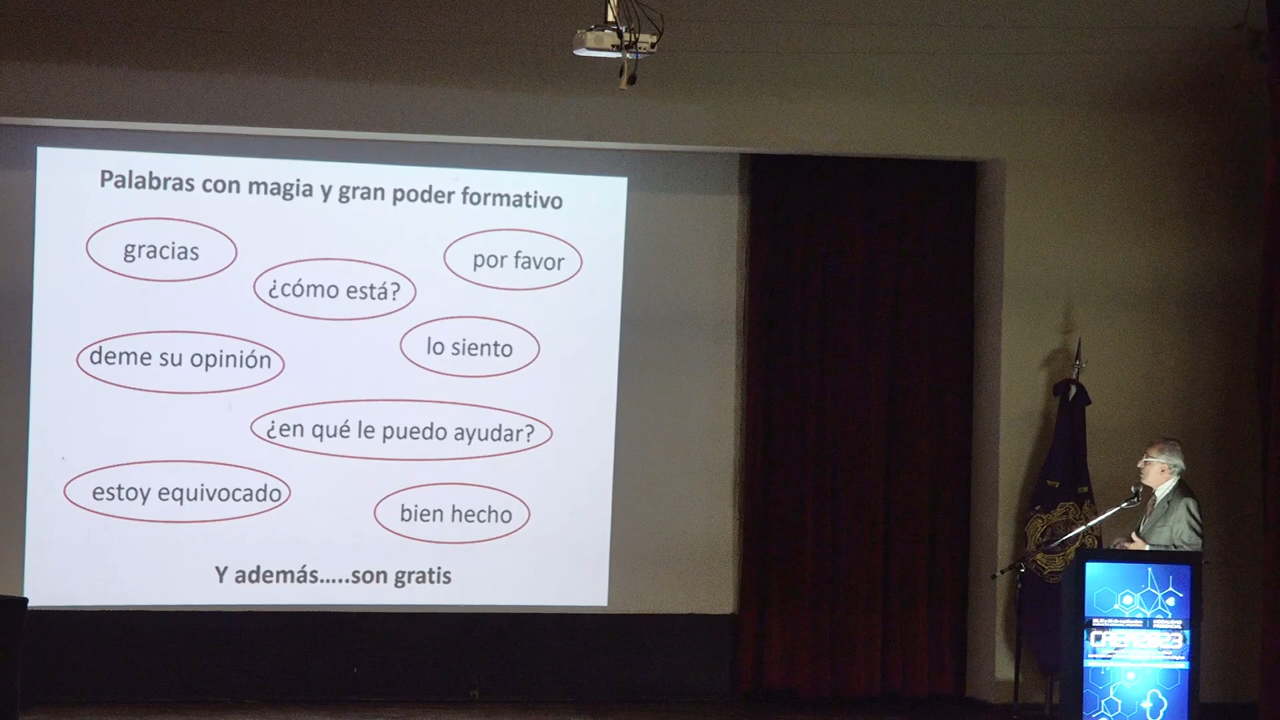 Palabras con magia y gran poder formativo
gracias
por favor
¿cómo está?
lo siento
deme su opinión
¿en qué le puedo ayudar?
estoy equivocado
bien hecho
Y además.....son gratis